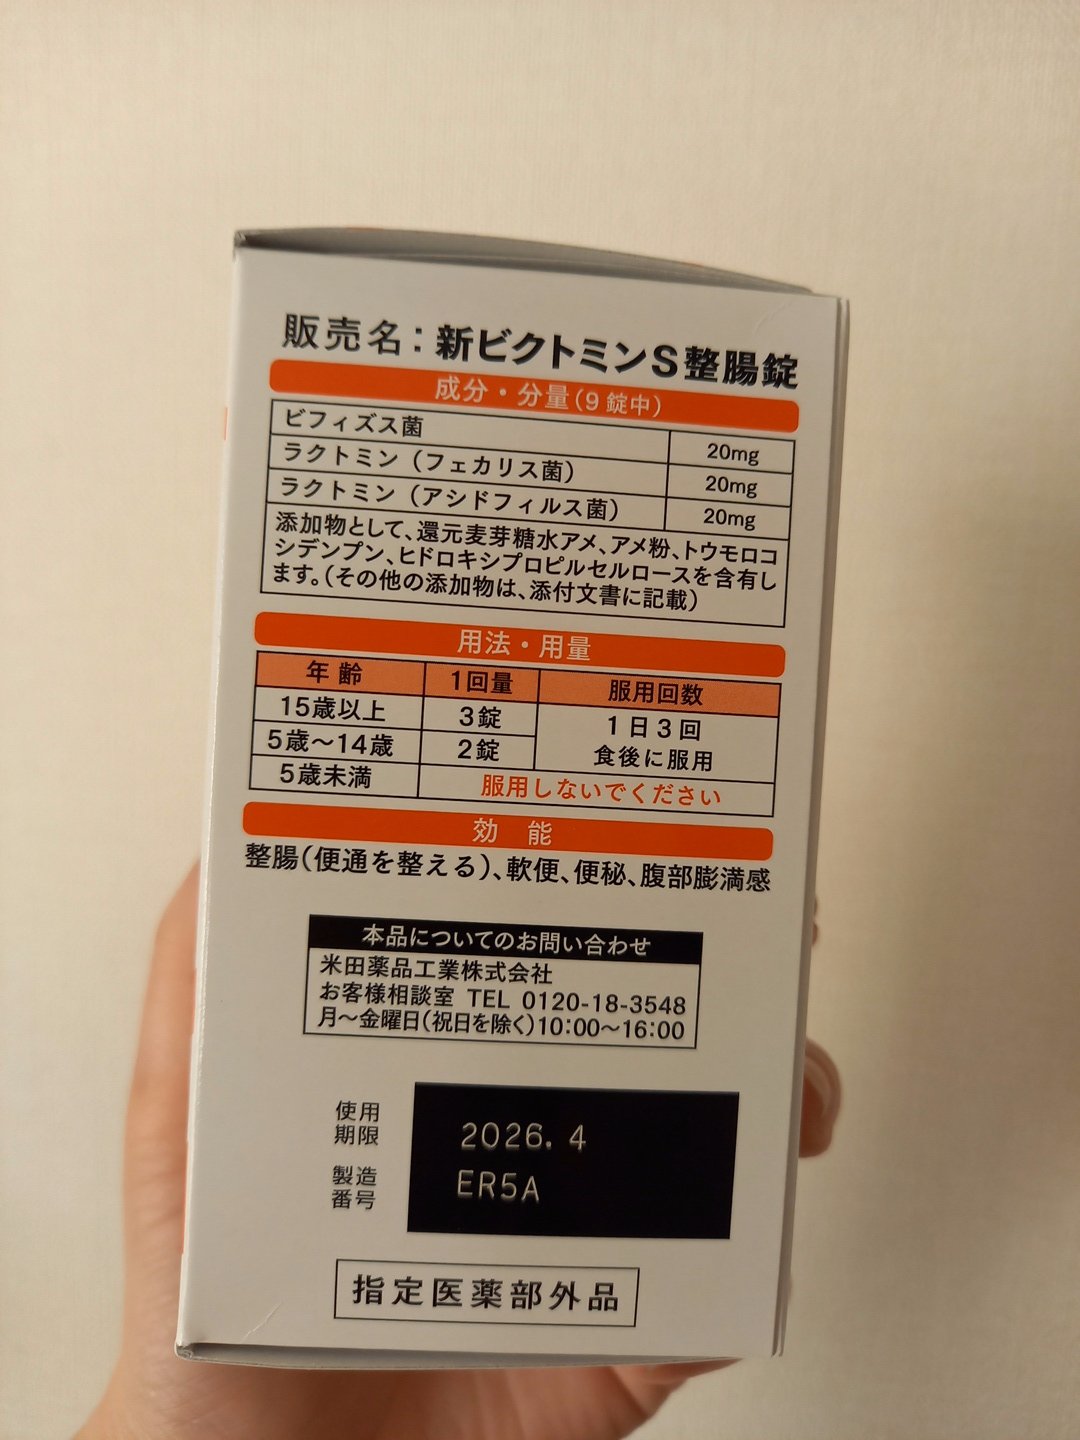 販売名：新ビクトミンS整腸錠
成分・分量（9錠中）
ビフィズス菌 20mg
ラクトミン（フェカリス菌） 20mg
ラクトミン（アシドフィルス菌） 20mg
添加物として、還元麦芽糖水アメ、アメ粉、トウモロコ
シデンプン、ヒドロキシプロピルセルロースを含有し
ます。（その他の添加物は、添付文書に記載）
用法・用量
年齢 1回量 服用回数
15歳以上 3錠 1日3回
5歳～14歳 2錠 食後に服用
5歳未満 服用しないでください
効能
整腸（便通を整える）、軟便、便秘、腹部膨満感
本品についてのお問い合わせ
米田薬品工業株式会社
お客様相談室 TEL 0120-18-3548
月～金曜日（祝日を除く）10：00～16：00
使用
期限
2026. 4
製造
番号
ER5A
指定医薬部外品